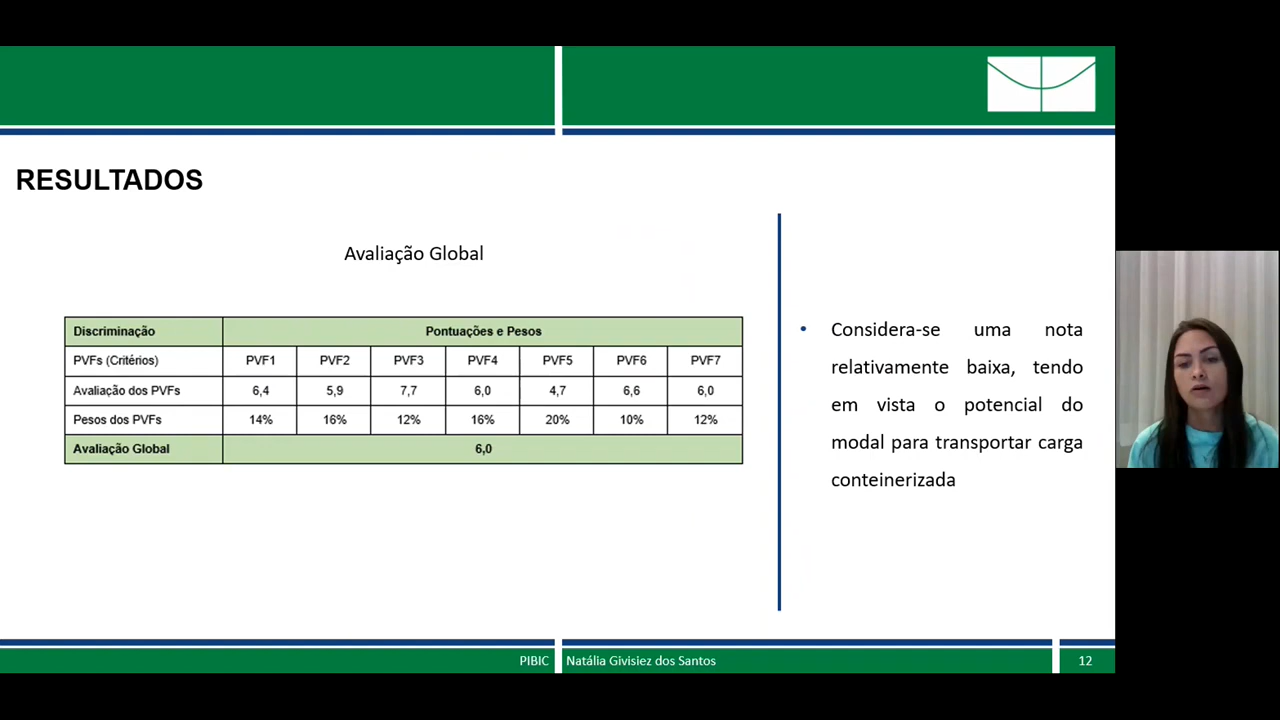 RESULTADOS
Avaliação Global
Discriminação Pontuações e Pesos
PVFs (Critérios) PVF1 PVF2 PVF3 PVF4 PVF5 PVF6 PVF7
Avaliação dos PVFs 6,4 5,9 7,7 6,0 4,7 6,6 6,0
Pesos dos PVFs 14% 16% 12% 16% 20% 10% 12%
Avaliação Global 6,0
• Considera-se uma nota
relativamente baixa, tendo
em vista o potencial do
modal para transportar carga
conteinerizada
PIBIC Natália Givisiez dos Santos 12